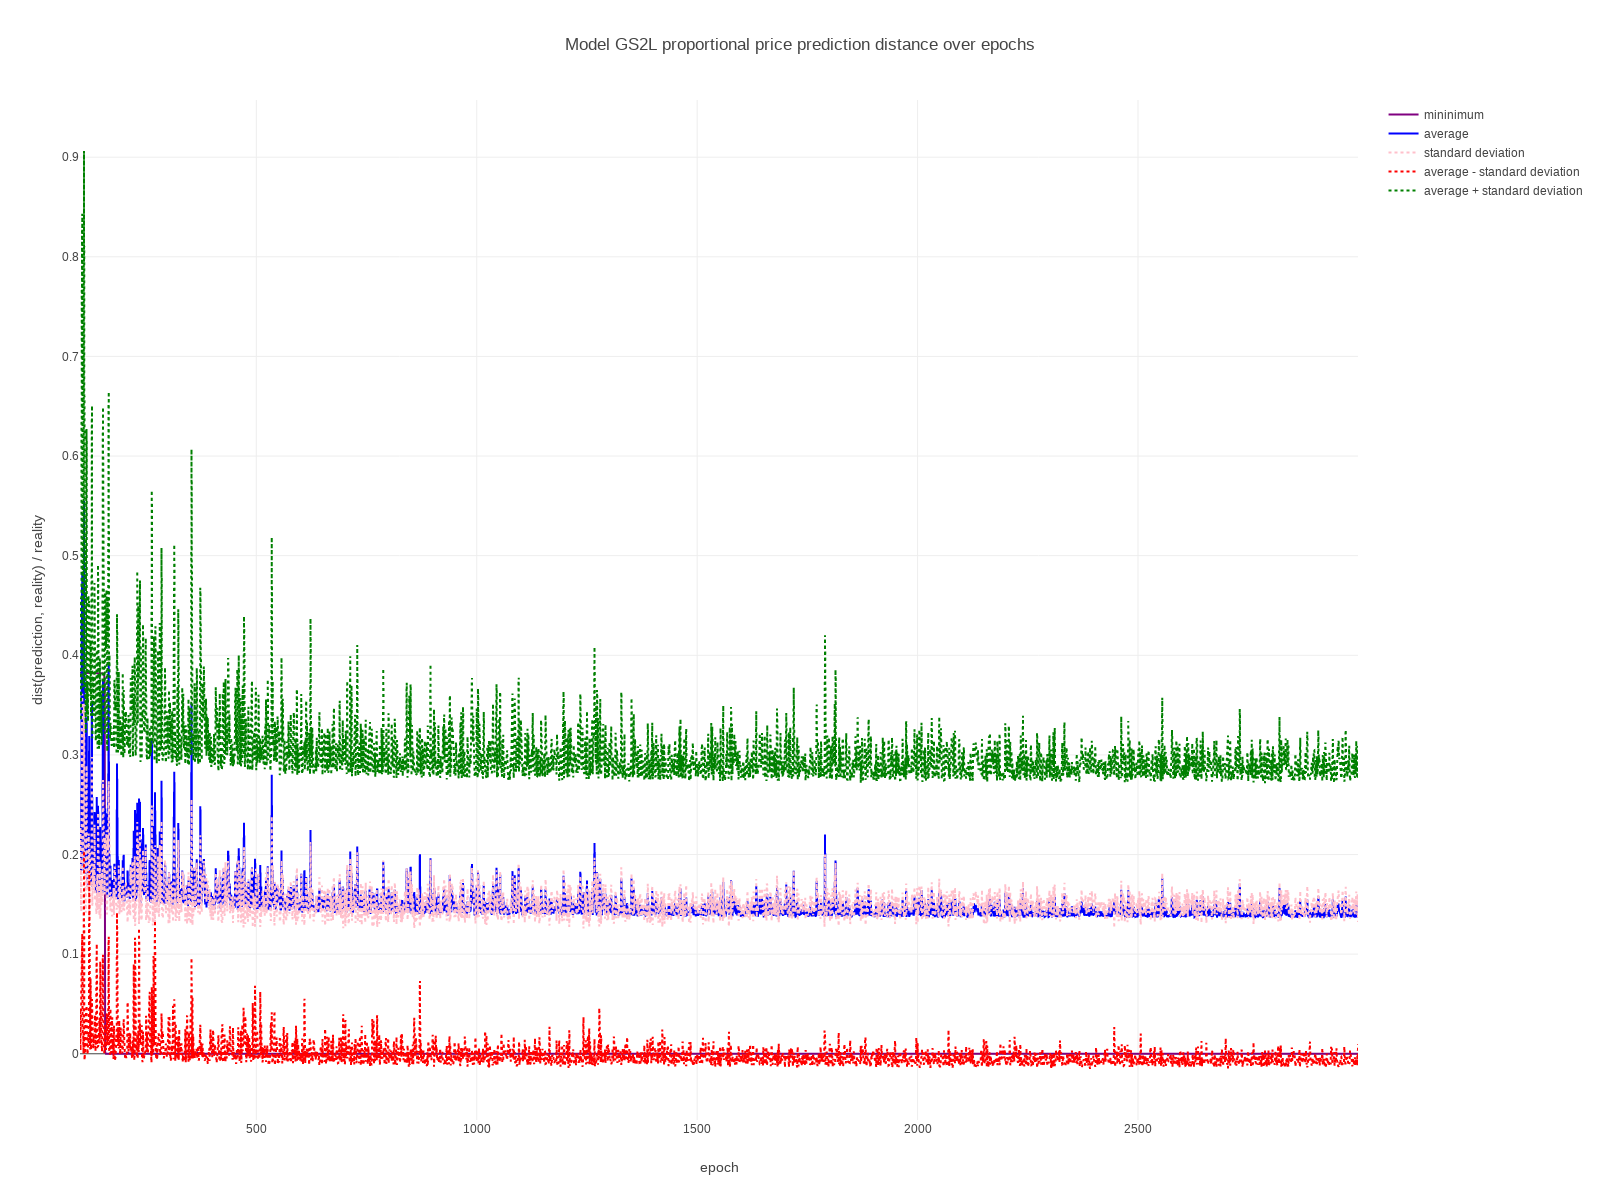 Model GS2L proportional price prediction distance over epochs
mininimum
average
standard deviation
average - standard deviation
average + standard deviation
dist(prediction, reality) / reality
0.9
0.8
0.7
0.6
0.5
0.4
0.3
0.2
0.1
0
500
1000
1500
2000
2500
epoch